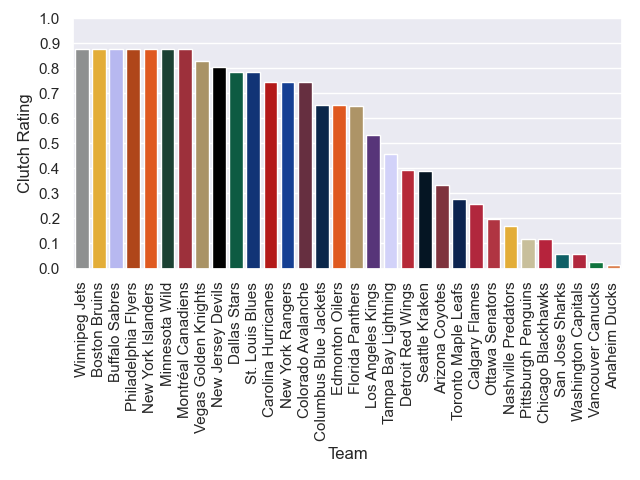 1.0
0.9
0.8
0.7
0.6
0.5
0.4
0.3
0.2
0.1
0.0
Clutch Rating
Winnipeg Jets
Boston Bruins
Buffalo Sabres
Philadelphia Flyers
New York Islanders
Minnesota Wild
Montréal Canadiens
Vegas Golden Knights
New Jersey Devils
Dallas Stars
St. Louis Blues
Carolina Hurricanes
New York Rangers
Colorado Avalanche
Columbus Blue Jackets
Edmonton Oilers
Florida Panthers
Los Angeles Kings
Tampa Bay Lightning
Detroit Red Wings
Seattle Kraken
Arizona Coyotes
Toronto Maple Leafs
Calgary Flames
Ottawa Senators
Nashville Predators
Pittsburgh Penguins
Chicago Blackhawks
San Jose Sharks
Washington Capitals
Vancouver Canucks
Anaheim Ducks
Team